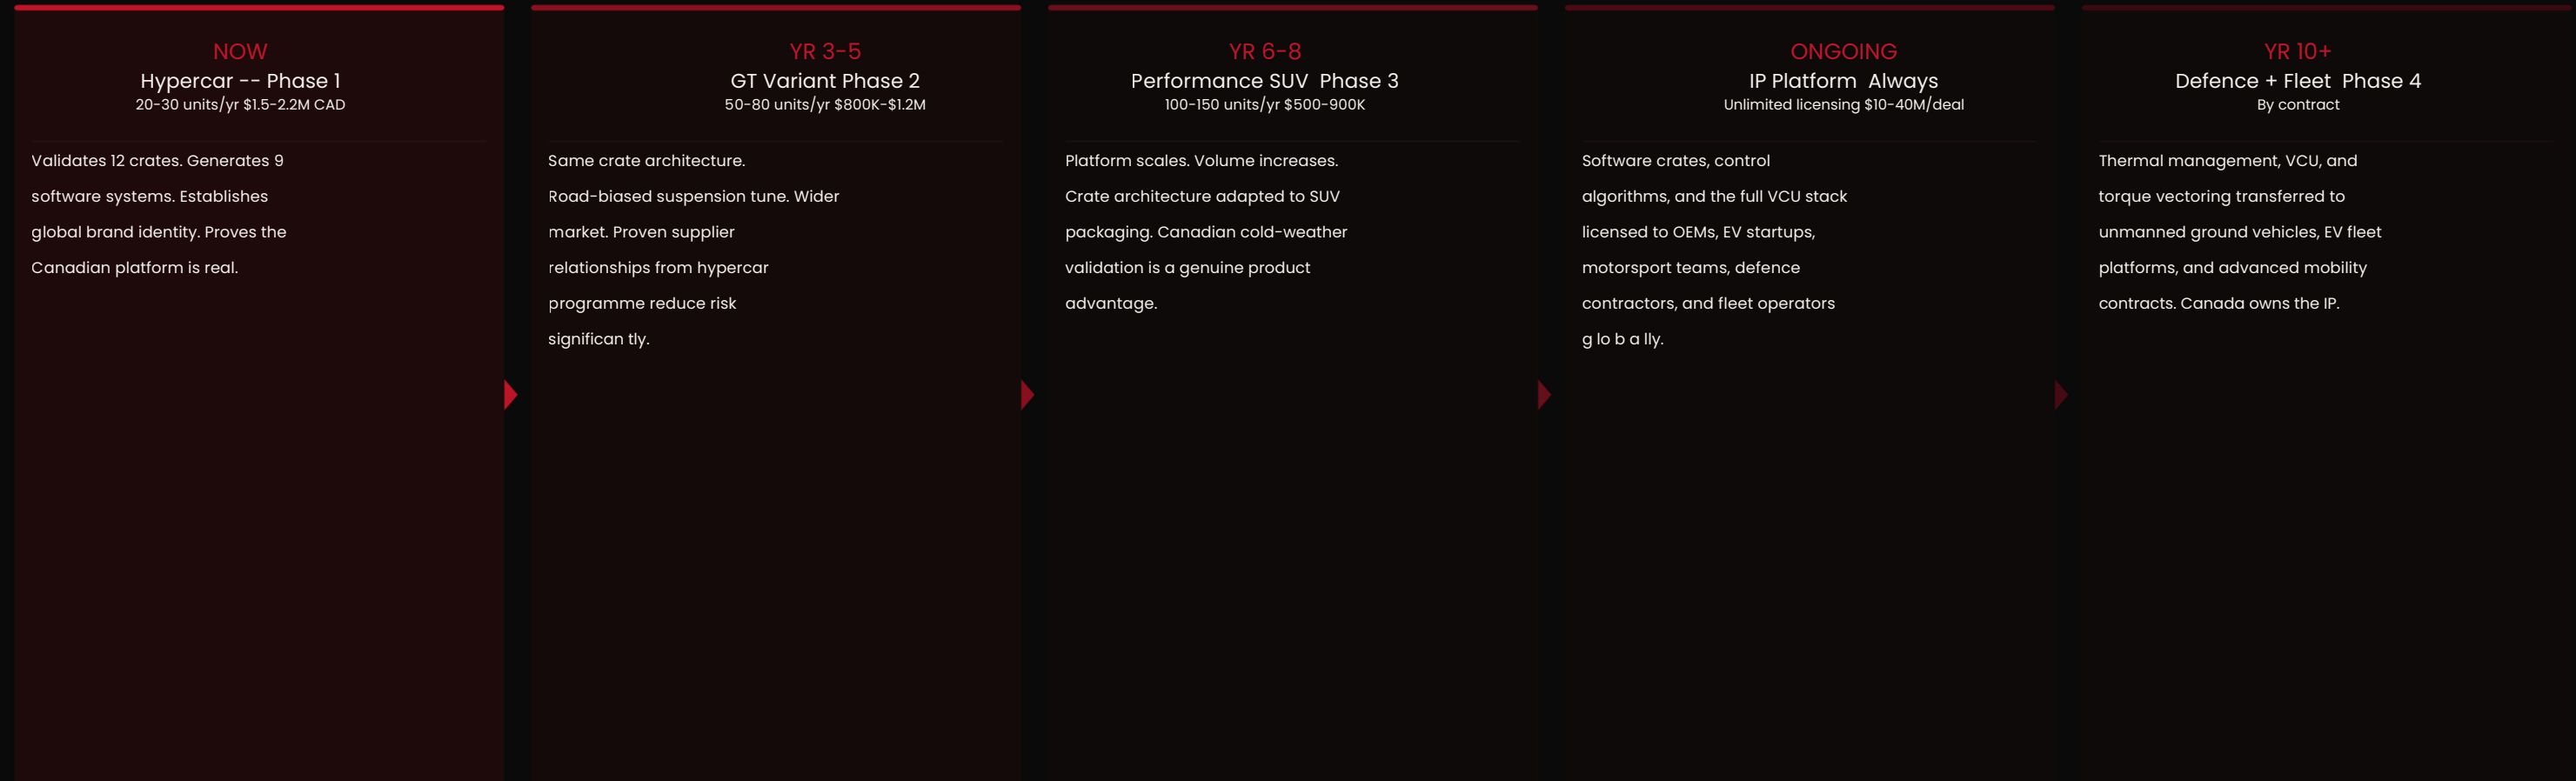 NOW
Hypercar -- Phase 1
20-30 units/yr $1.5-2.2M CAD
Validates 12 crates. Generates 9
software systems. Establishes
global brand identity. Proves the
Canadian platform is real.
YR 3-5
GT Variant Phase 2
50-80 units/yr $800K-$1.2M
Same crate architecture.
Road-biased suspension tune. Wider
market. Proven supplier
relationships from hypercar
programme reduce risk
significan tly.
YR 6-8
Performance SUV  Phase 3
100-150 units/yr $500-900K
Platform scales. Volume increases.
Crate architecture adapted to SUV
packaging. Canadian cold-weather
validation is a genuine product
advantage.
ONGOING
IP Platform  Always
Unlimited licensing $10-40M/deal
Software crates, control
algorithms, and the full VCU stack
licensed to OEMs, EV startups,
motorsport teams, defence
contractors, and fleet operators
g lo b a lly.
YR 10+
Defence + Fleet  Phase 4
By contract
Thermal management, VCU, and
torque vectoring transferred to
unmanned ground vehicles, EV fleet
platforms, and advanced mobility
contracts. Canada owns the IP.